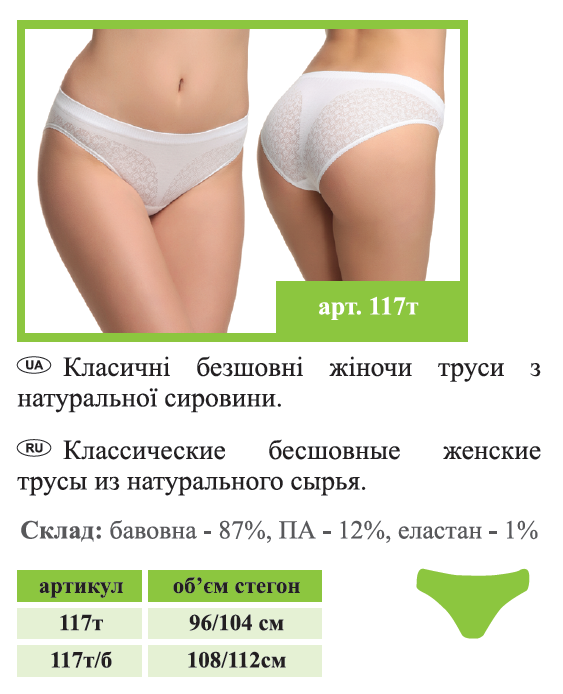 арт. 117т
UA Класичні безшовні жіночи труси з
натуральної сировини.
RU Классические бесшовные женские
трусы из натурального сырья.
Склад: бавовна - 87%, ПА - 12%, еластан - 1%
артикул об’єм стегон
117т 96/104 см
117т/б 108/112см